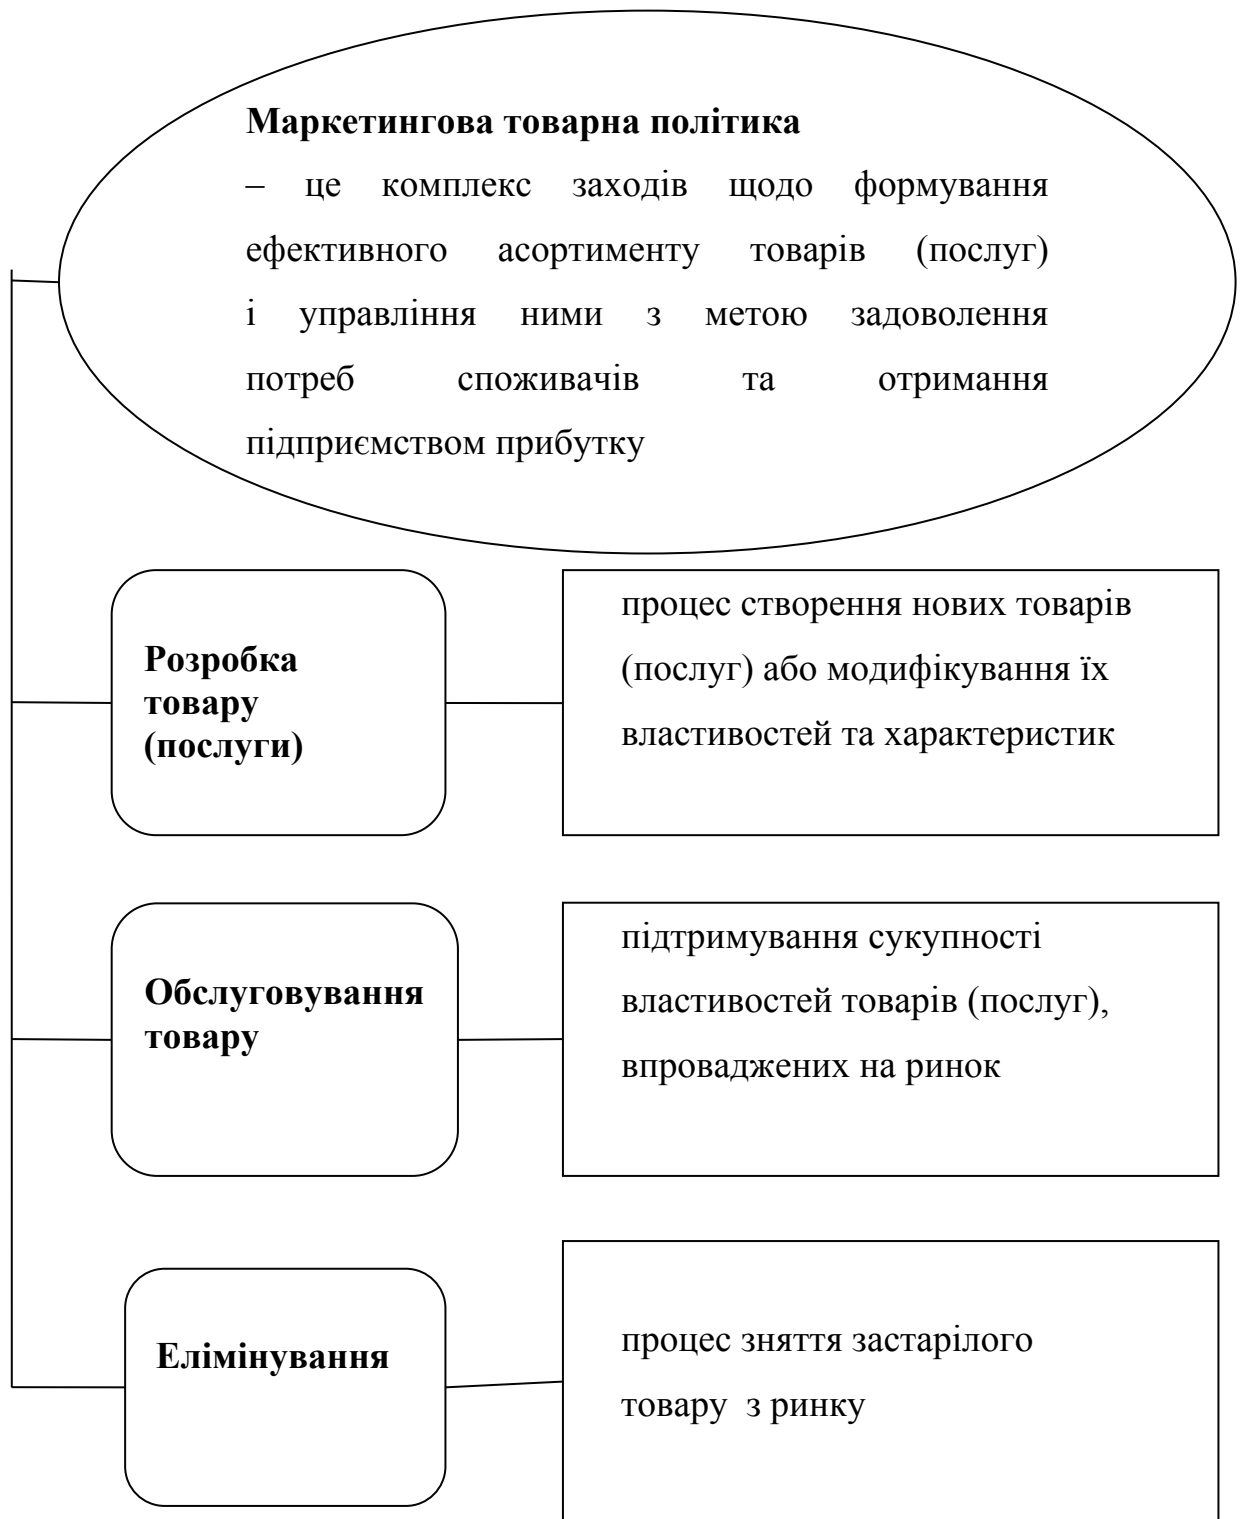 Маркетингова товарна політика
– це комплекс заходів щодо формування
ефективного асортименту товарів (послуг)
і управління ними з метою задоволення
потреб споживачів та отримання
підприємством прибутку
Розробка
товару
(послуги)
процес створення нових товарів
(послуг) або модифікування їх
властивостей та характеристик
Обслуговування
товару
підтримування сукупності
властивостей товарів (послуг),
впроваджених на ринок
Елімінування
процес зняття застарілого
товару з ринку